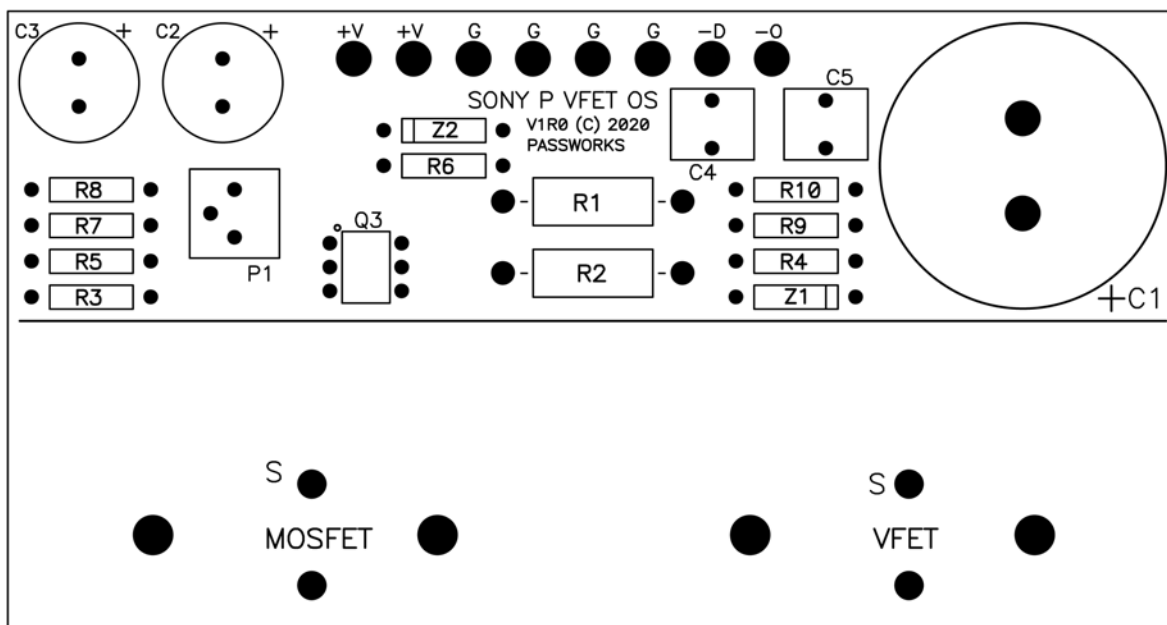 C3 + C2 + +V +V G G G G -D -O
C5
SONY P VFET OS
Z2 V1R0 (C) 2020
PASSWORKS
R6
C4
R8 R10
R1
R7 Q3 R9
R5 P1 R4
R2
R3 Z1 +C1
S S
MOSFET VFET